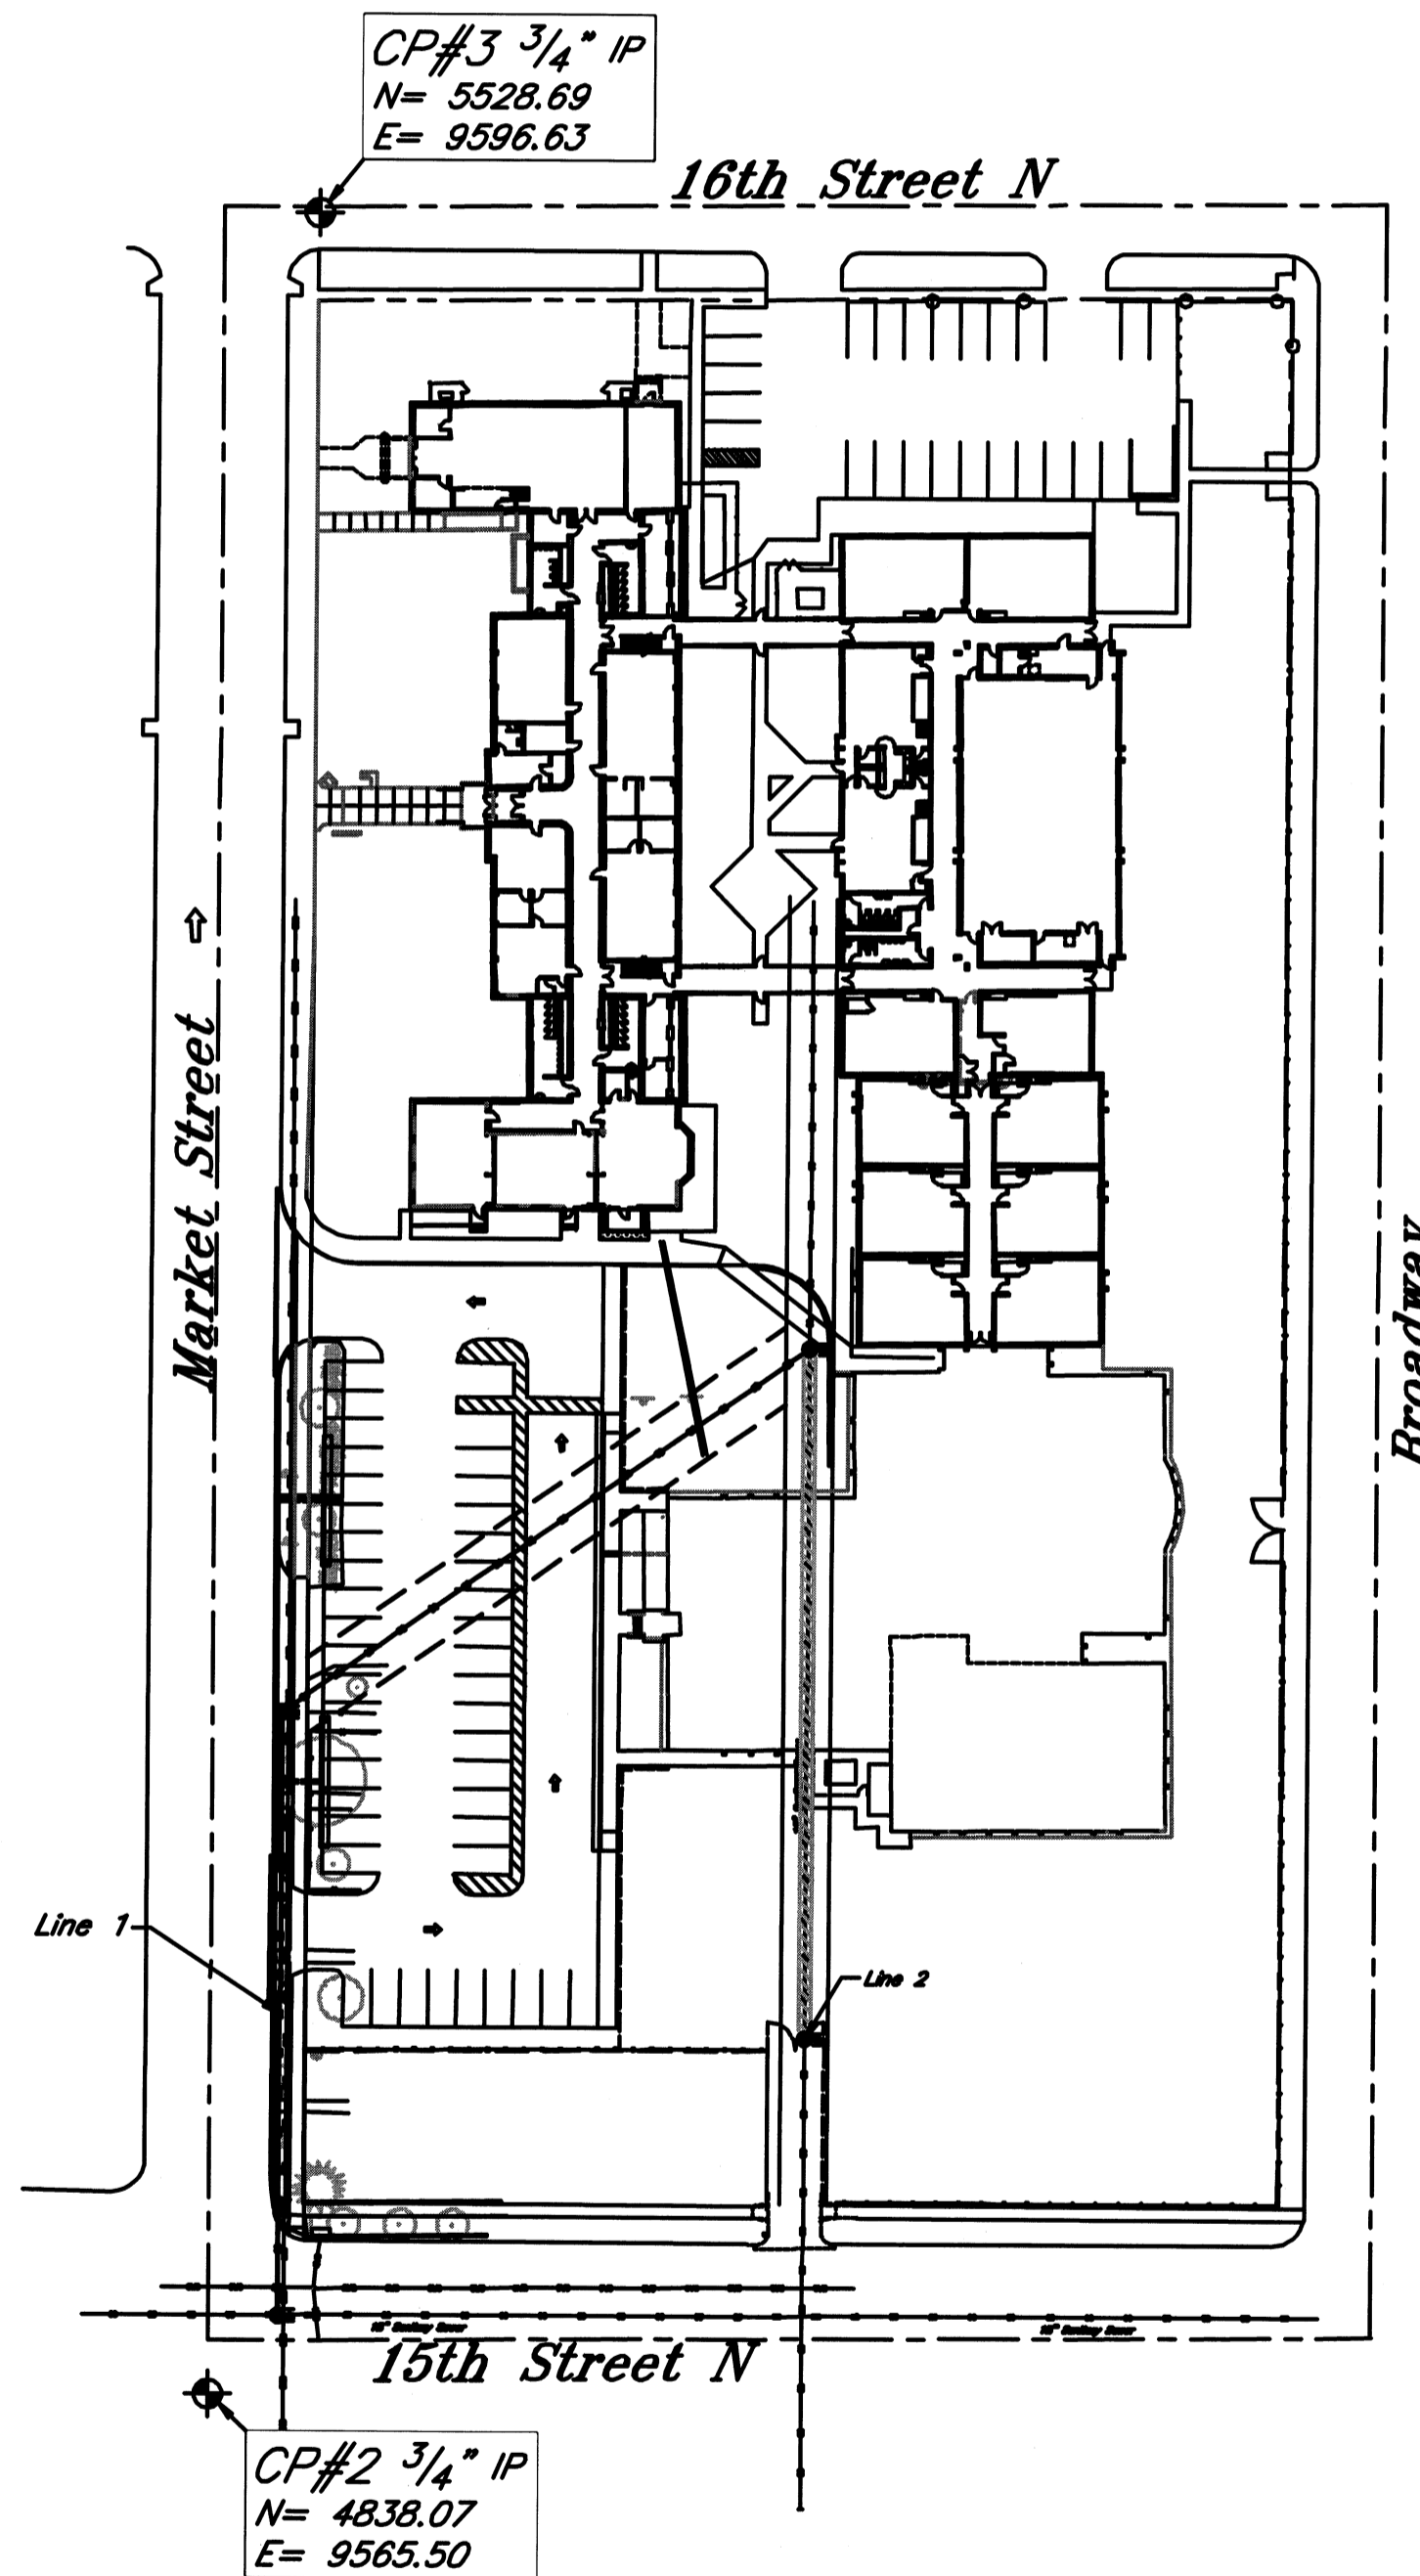 CP#3 3/4" IP
N= 5528.69
E= 9596.63
16th Street N
Market Street
Broadway
Line 1
Line 2
15th Street N
CP#2 3/4" IP
N= 4838.07
E= 9565.50